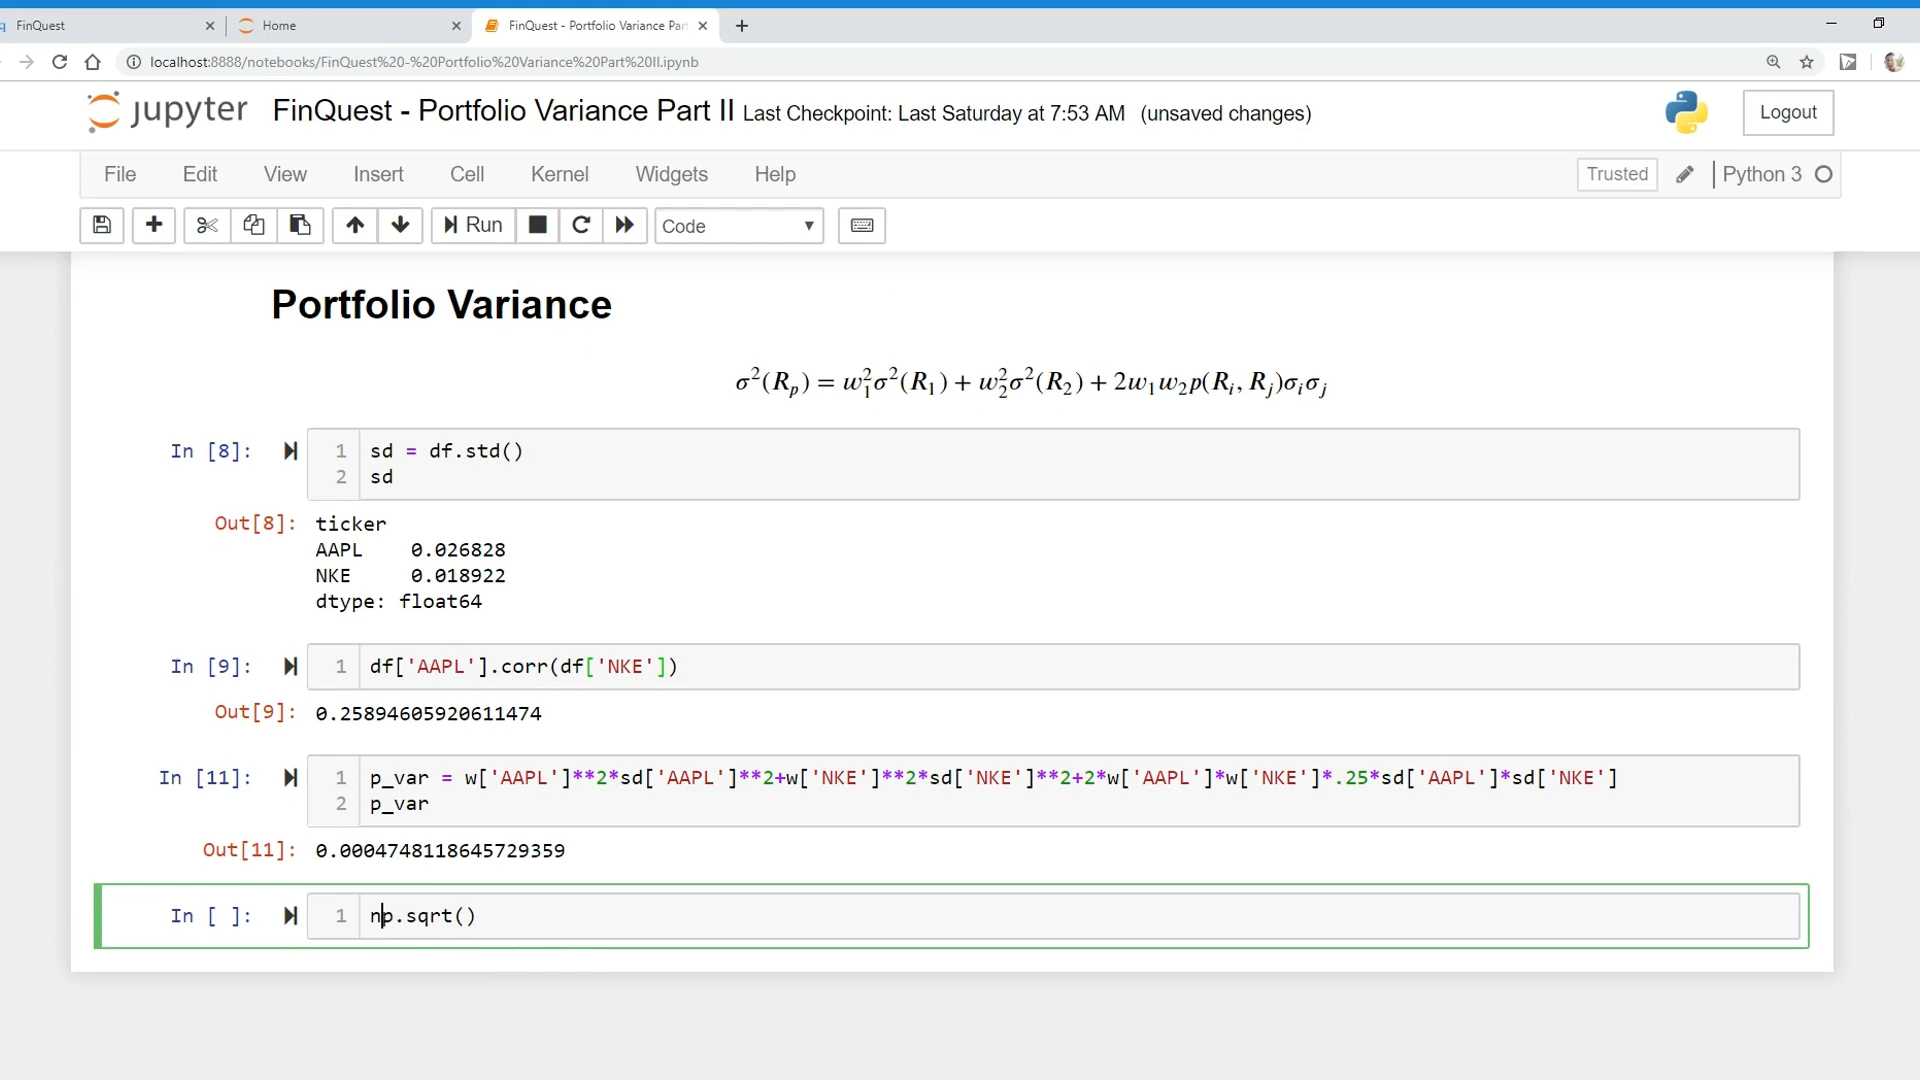 FinQuest
Home
FinQuest - Portfolio Variance Par
localhost:8888/notebooks/FinQuest%20-%20Portfolio%20Variance%20Part%20II.ipynb
jupyter FinQuest - Portfolio Variance Part II Last Checkpoint: Last Saturday at 7:53 AM (unsaved changes)
Logout
File Edit View Insert Cell Kernel Widgets Help
Trusted
Python 3
Run
Code
Portfolio Variance
σ²(Rₚ) = w₁²σ²(R₁) + w₂²σ²(R₂) + 2w₁w₂p(Rᵢ, Rⱼ)σᵢσⱼ
In [8]: 1 sd = df.std()
2 sd
Out[8]: ticker
AAPL 0.026828
NKE 0.018922
dtype: float64
In [9]: 1 df['AAPL'].corr(df['NKE'])
Out[9]: 0.25894605920611474
In [11]: 1 p_var = w['AAPL']**2*sd['AAPL']**2+w['NKE']**2*sd['NKE']**2+2*w['AAPL']*w['NKE']*.25*sd['AAPL']*sd['NKE']
2 p_var
Out[11]: 0.0004748118645729359
In [ ]: 1 np.sqrt()